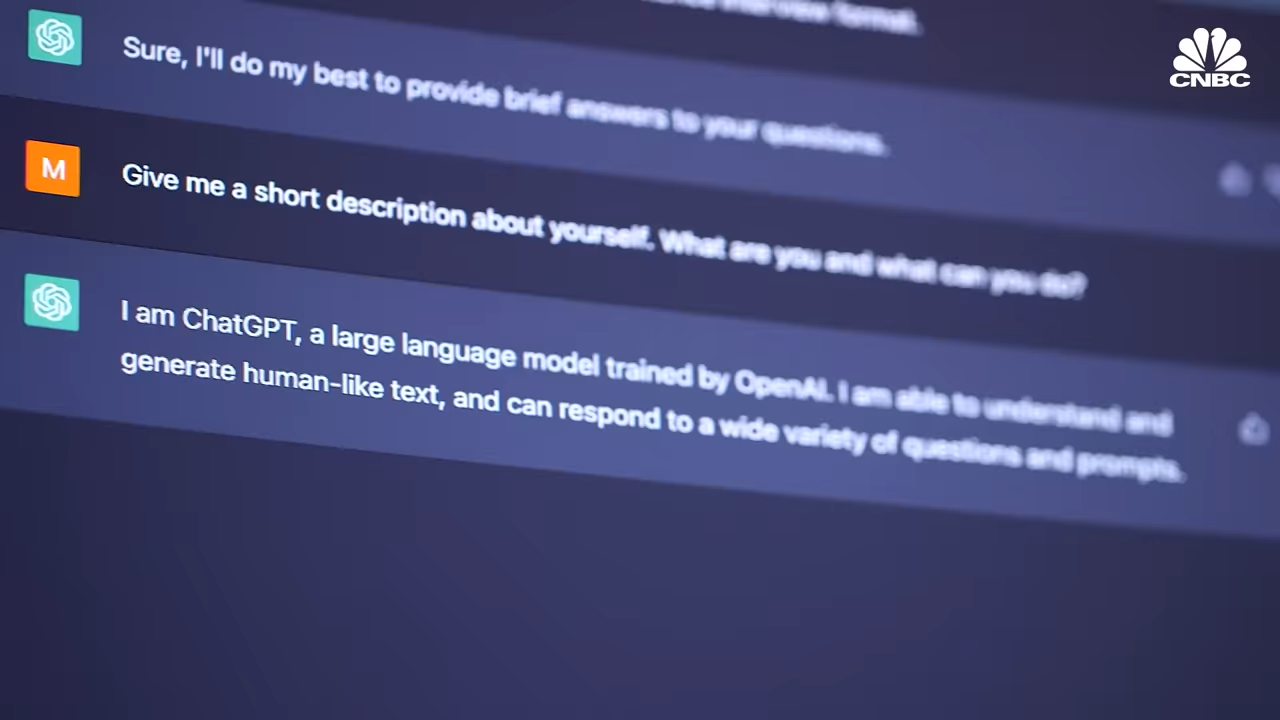 interview format.
CNBC
Sure, I'll do my best to provide brief answers to your questions.
M
Give me a short description about yourself. What are you and what can you do?
I am ChatGPT, a large language model trained by OpenAI. I am able to understand and
generate human-like text, and can respond to a wide variety of questions and prompts.